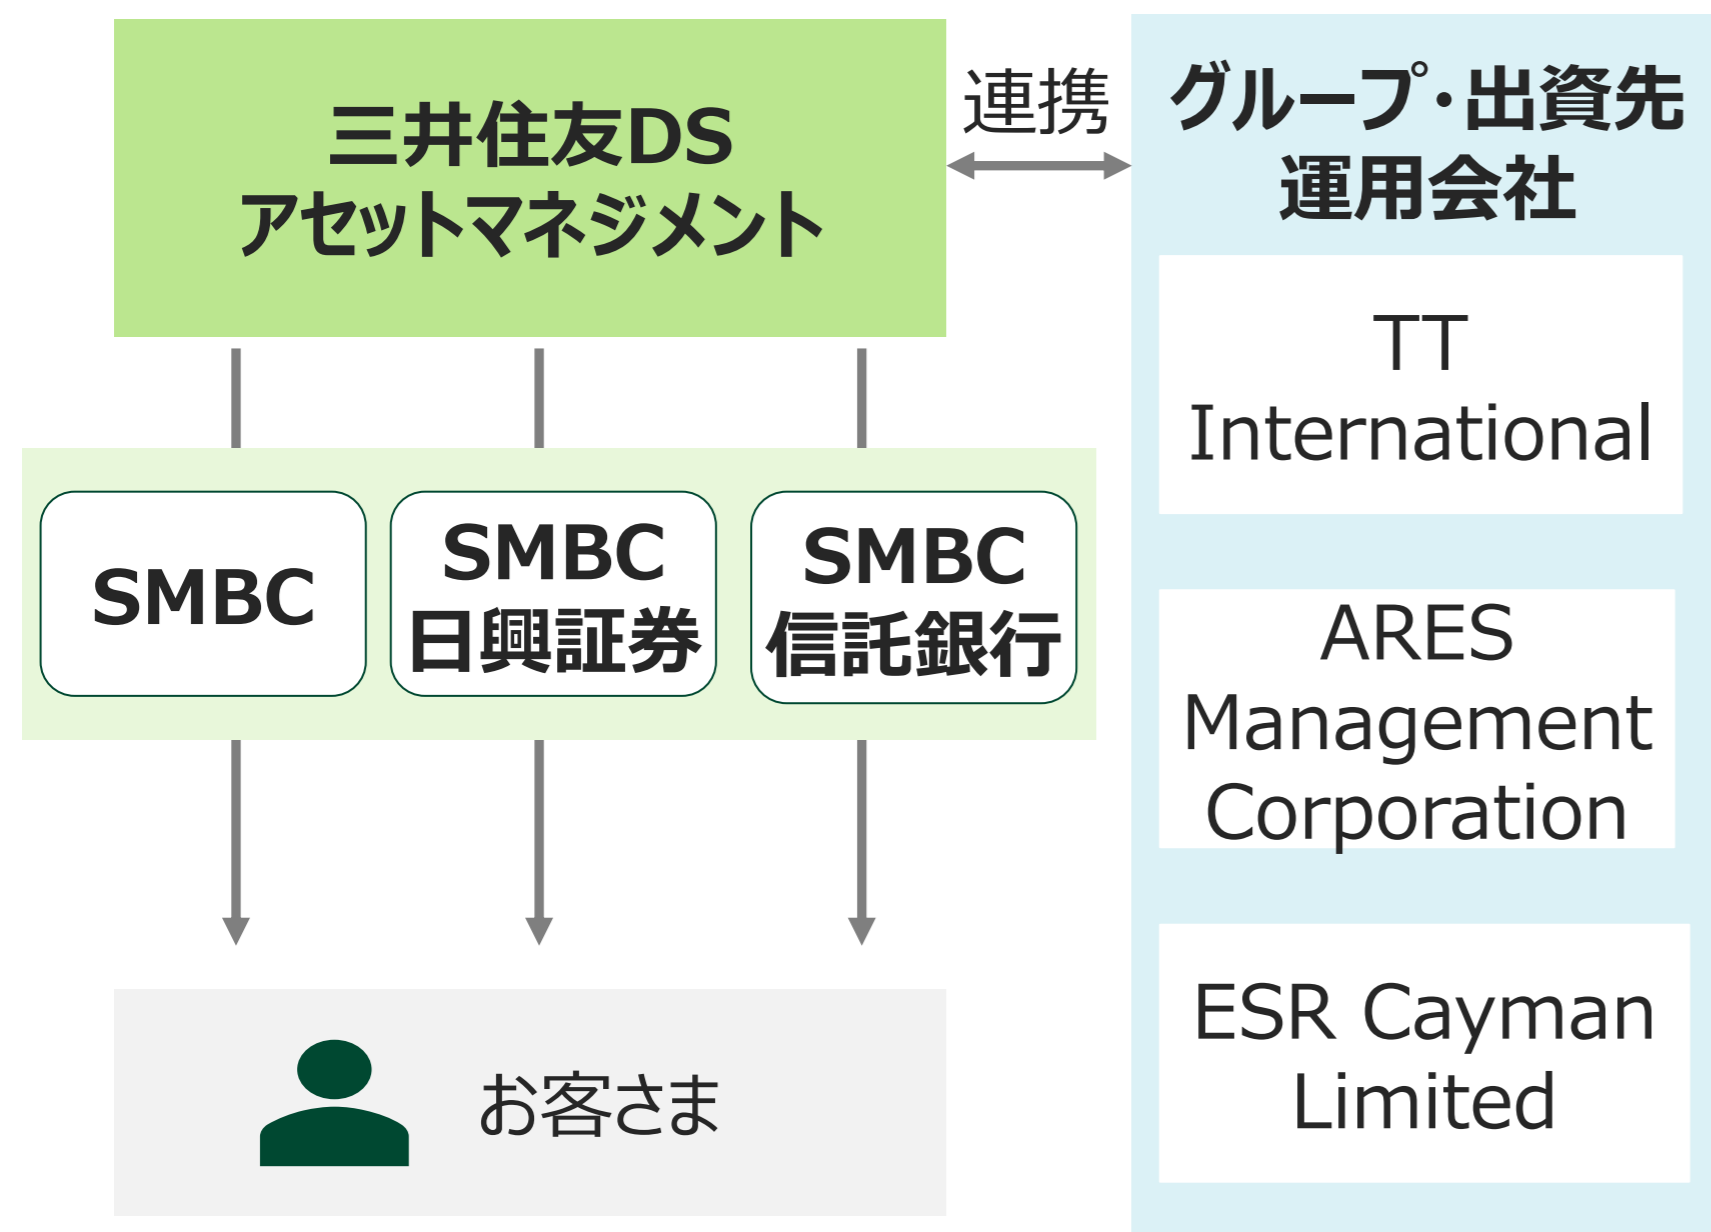 三井住友DS
アセットマネジメント
連携
グループ・出資先
運用会社
TT
International
ARES
Management
Corporation
ESR Cayman
Limited
SMBC
SMBC
日興証券
SMBC
信託銀行
お客さま